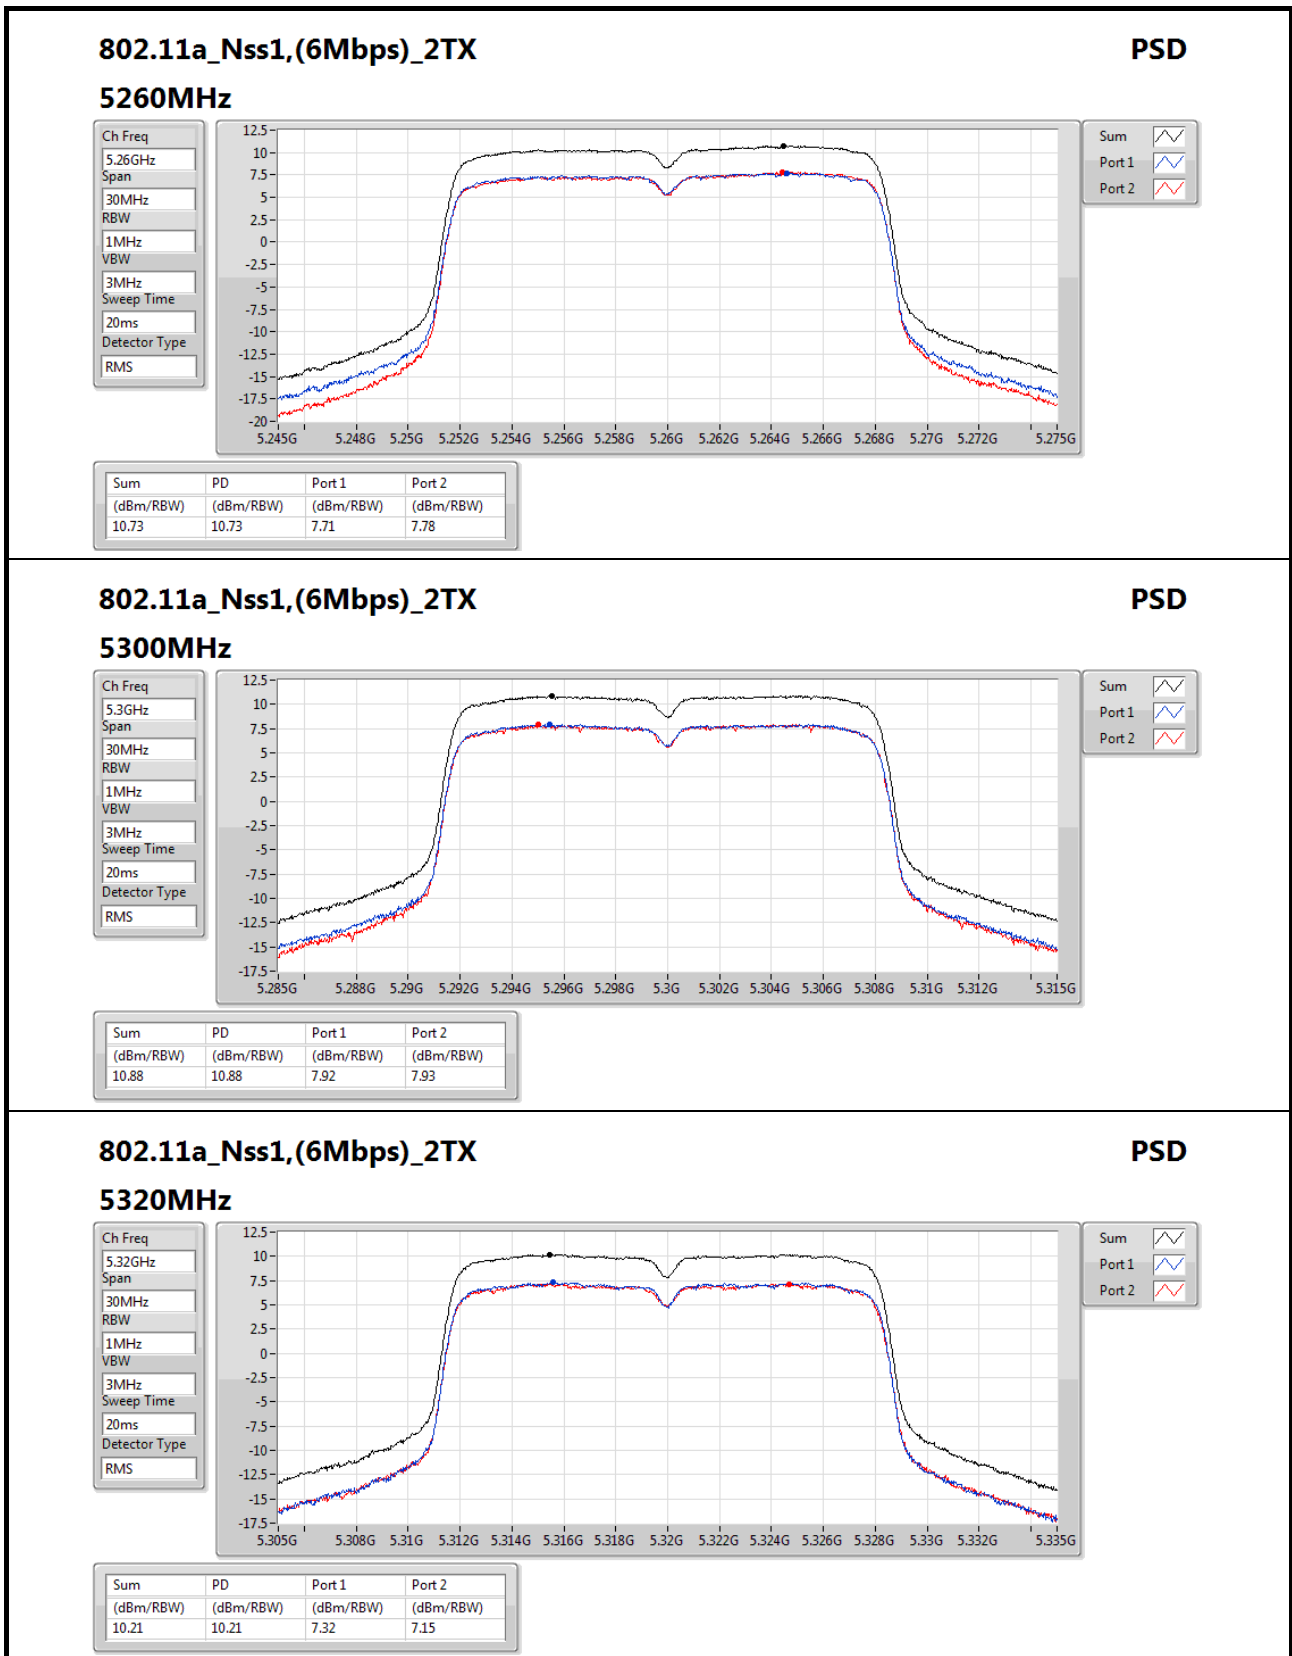 802.11a_Nss1,(6Mbps)_2TX PSD
5260MHz
Ch Freq
5.26GHz
Span
30MHz
RBW
1MHz
VBW
3MHz
Sweep Time
20ms
Detector Type
RMS
12.5
10
7.5
5
2.5
0
-2.5
-5
-7.5
-10
-12.5
-15
-17.5
-20
5.245G 5.248G 5.25G 5.252G 5.254G 5.256G 5.258G 5.26G 5.262G 5.264G 5.266G 5.268G 5.27G 5.272G 5.275G
Sum
Port 1
Port 2
Sum PD Port 1 Port 2
(dBm/RBW) (dBm/RBW) (dBm/RBW) (dBm/RBW)
10.73 10.73 7.71 7.78
802.11a_Nss1,(6Mbps)_2TX PSD
5300MHz
Ch Freq
5.3GHz
Span
30MHz
RBW
1MHz
VBW
3MHz
Sweep Time
20ms
Detector Type
RMS
12.5
10
7.5
5
2.5
0
-2.5
-5
-7.5
-10
-12.5
-15
-17.5
5.285G 5.288G 5.29G 5.292G 5.294G 5.296G 5.298G 5.3G 5.302G 5.304G 5.306G 5.308G 5.31G 5.312G 5.315G
Sum
Port 1
Port 2
Sum PD Port 1 Port 2
(dBm/RBW) (dBm/RBW) (dBm/RBW) (dBm/RBW)
10.88 10.88 7.92 7.93
802.11a_Nss1,(6Mbps)_2TX PSD
5320MHz
Ch Freq
5.32GHz
Span
30MHz
RBW
1MHz
VBW
3MHz
Sweep Time
20ms
Detector Type
RMS
12.5
10
7.5
5
2.5
0
-2.5
-5
-7.5
-10
-12.5
-15
-17.5
5.305G 5.308G 5.31G 5.312G 5.314G 5.316G 5.318G 5.32G 5.322G 5.324G 5.326G 5.328G 5.33G 5.332G 5.335G
Sum
Port 1
Port 2
Sum PD Port 1 Port 2
(dBm/RBW) (dBm/RBW) (dBm/RBW) (dBm/RBW)
10.21 10.21 7.32 7.15